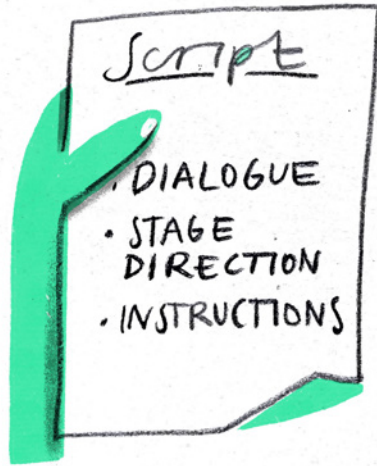 Script
• DIALOGUE
• STAGE
DIRECTION
• INSTRUCTIONS